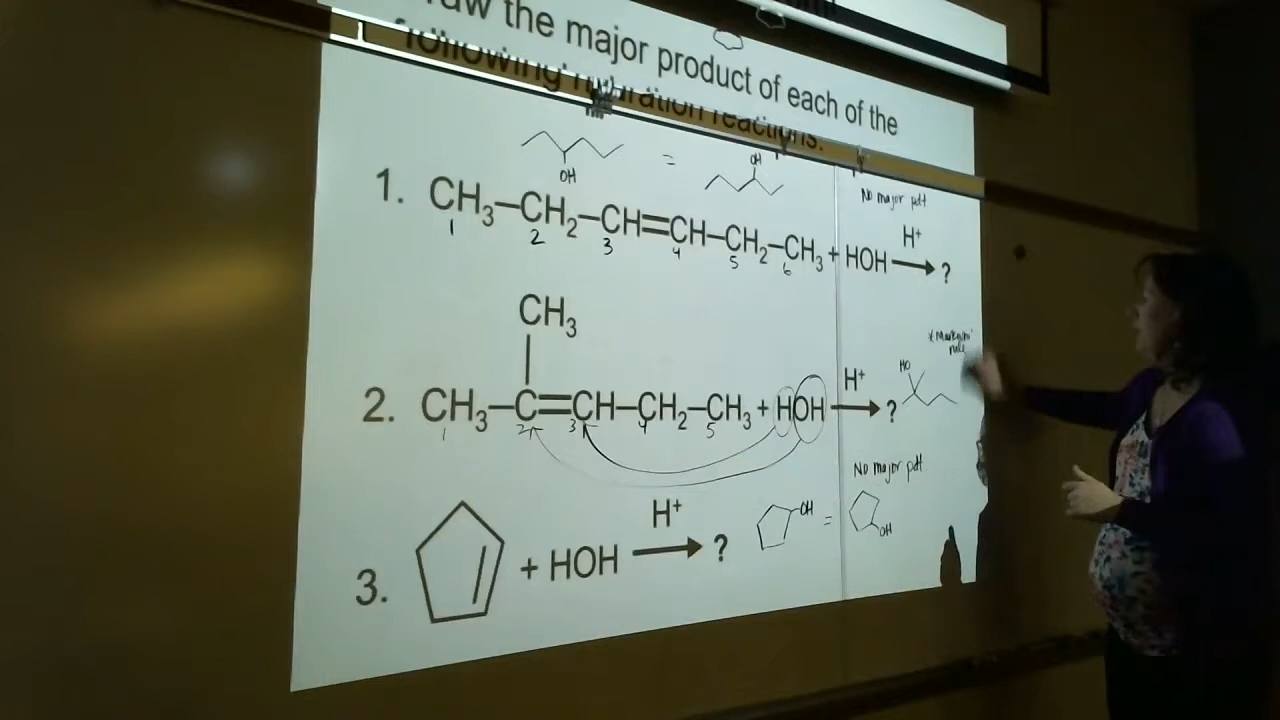 the major product of each of the
following hydration reactions.
OH
=
OH
No major pdt
1. CH₃–CH₂–CH=CH–CH₂–CH₃ + HOH H⁺ → ?
1 2 3 4 5 6
CH₃
rule
HO
2. CH₃–C=CH–CH₂–CH₃ + HOH H⁺ → ?
1 2 3 4 5
No major pdt
OH = OH
3. + HOH H⁺ → ?